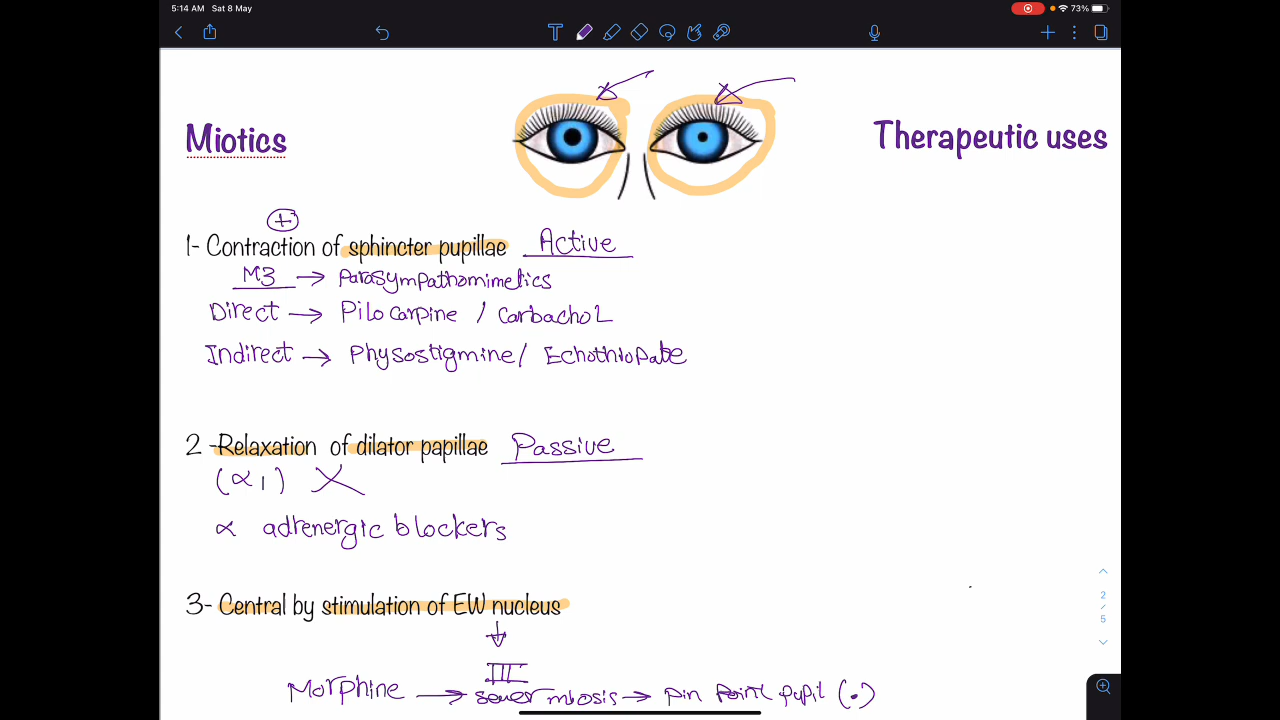 5:14 AM Sat 8 May
73%
Miotics
Therapeutic uses
+
1- Contraction of sphincter pupillae Active
M3 → Parasympathomimetics
Direct → Pilocarpine / Carbachol
Indirect → Physostigmine/ Echothiopate
2 -Relaxation of dilator papillae Passive
(α1) X
α adrenergic blockers
3- Central by stimulation of EW nucleus
III
Morphine → sever miosis → pin point pupil (.)
2
/
5